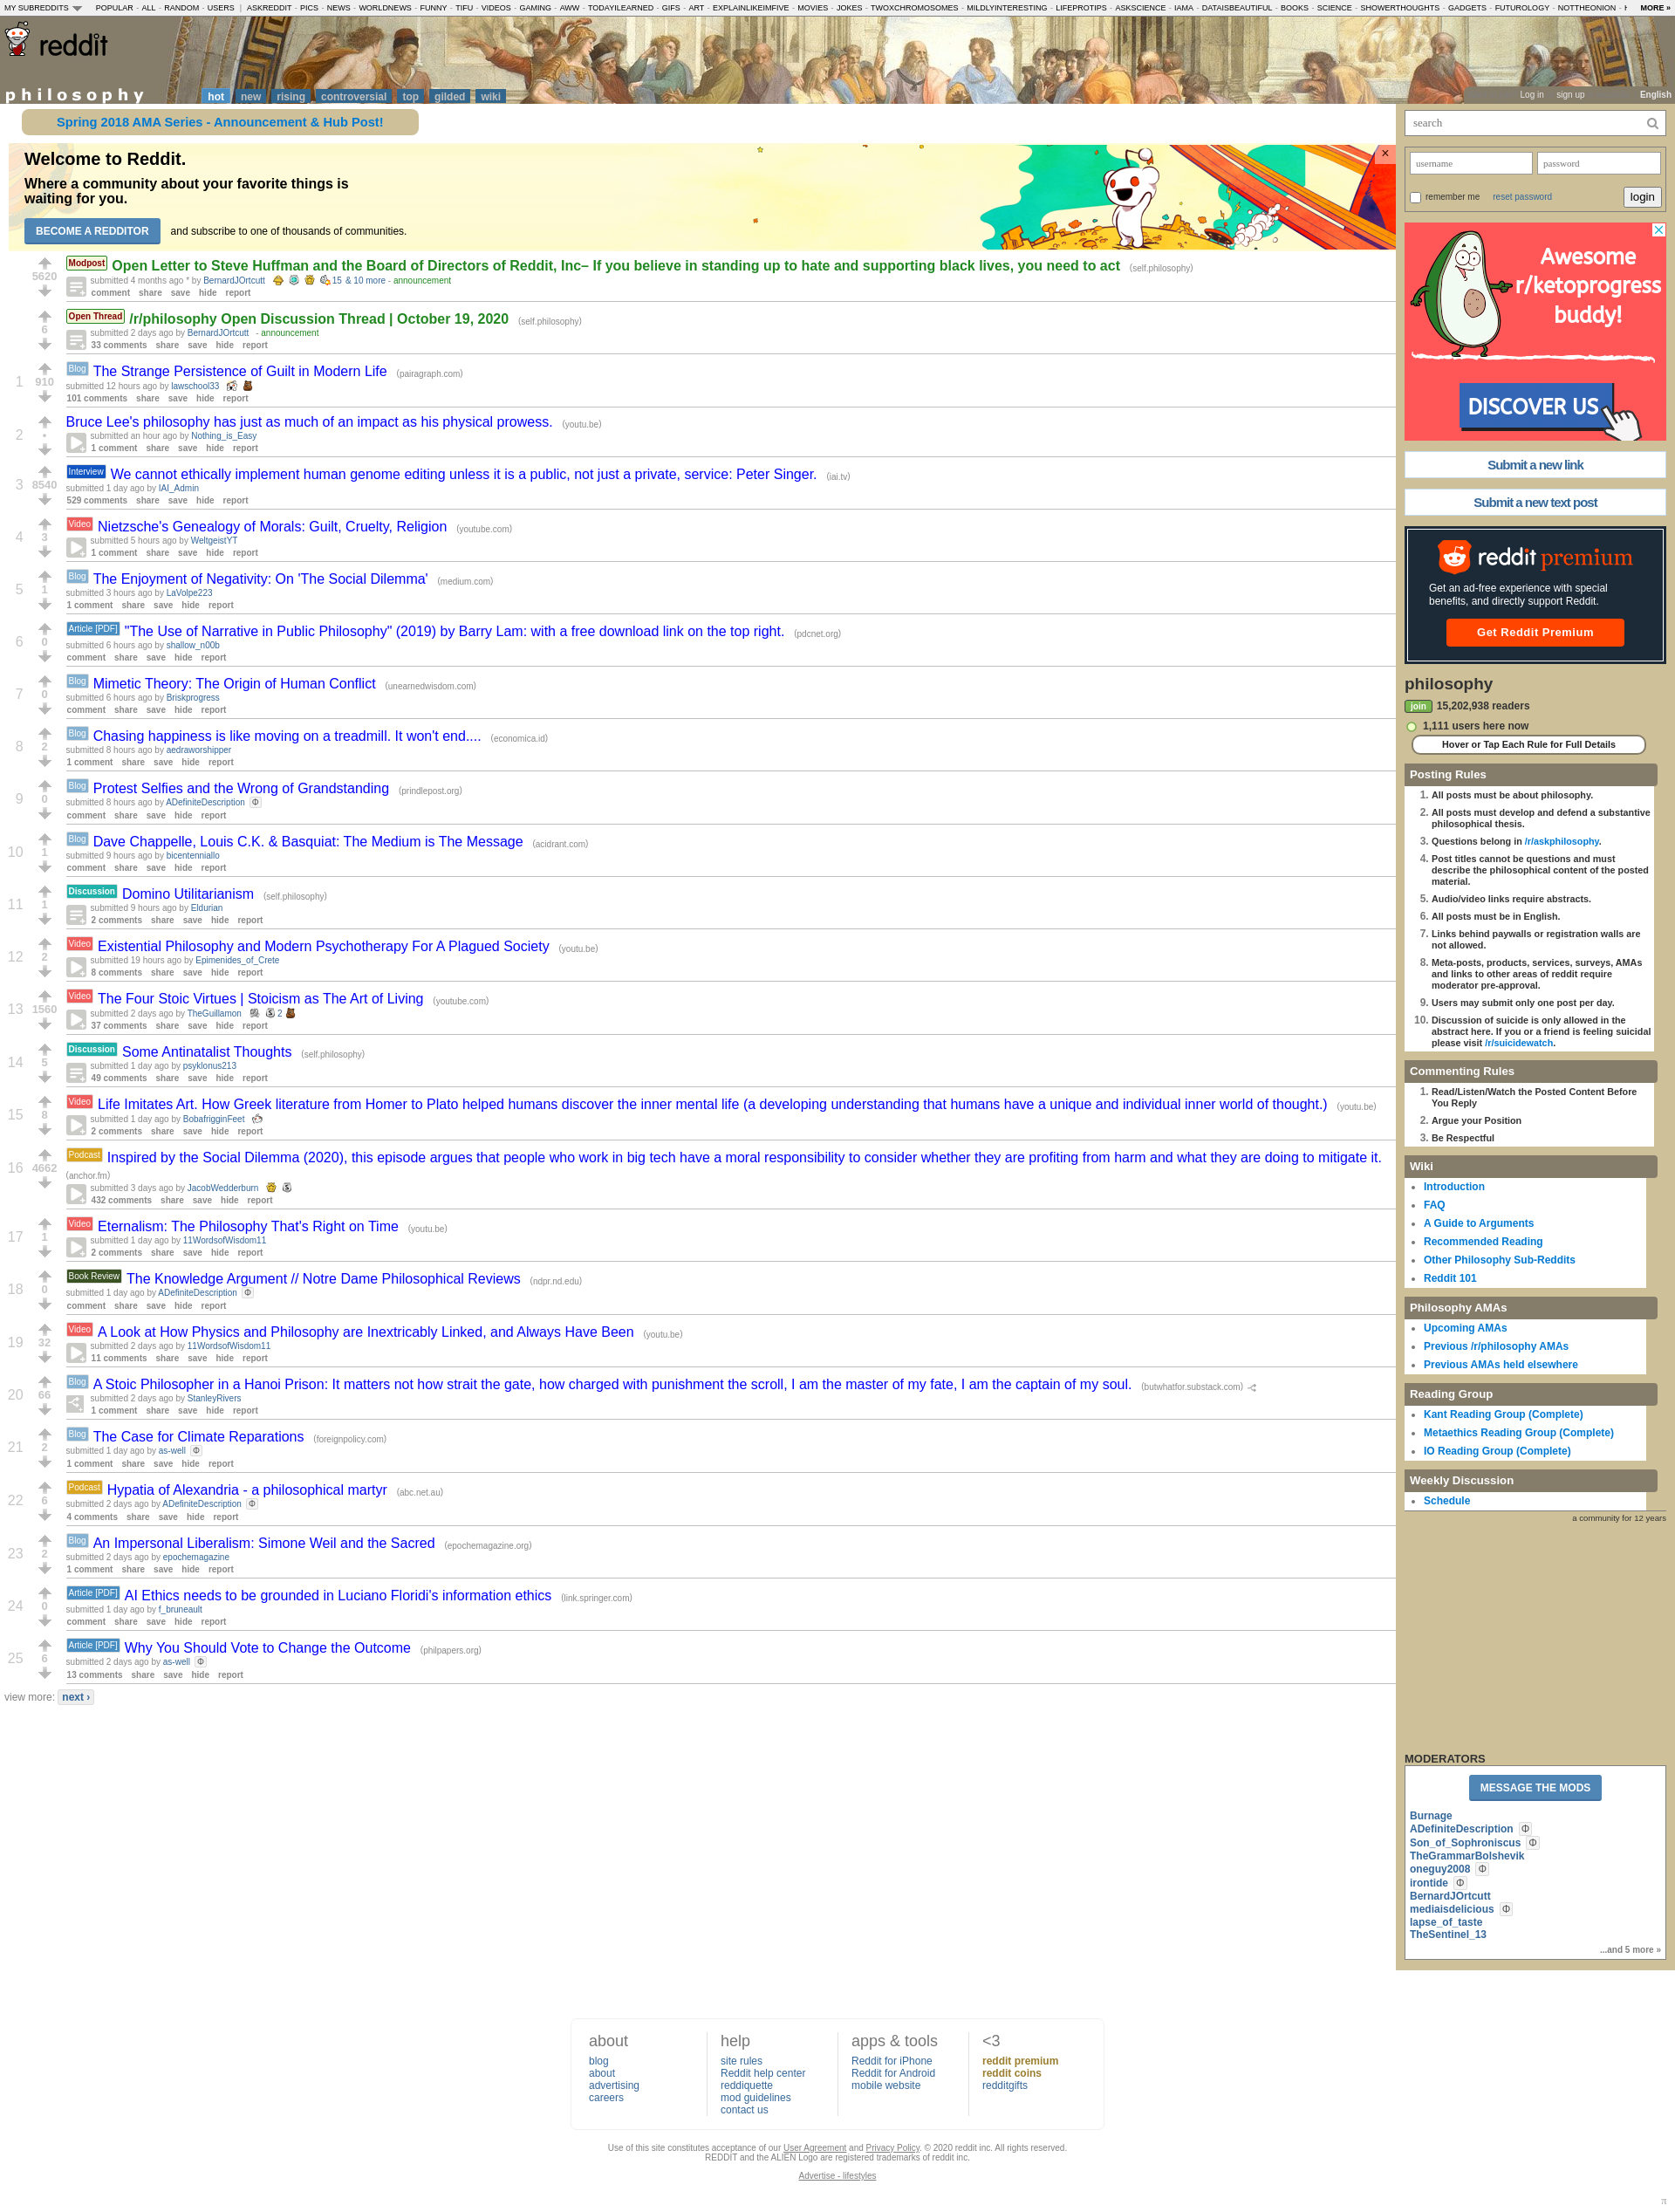 MY SUBREDDITS POPULAR - ALL - RANDOM - USERS | ASKREDDIT - PICS - NEWS - WORLDNEWS - FUNNY - TIFU - VIDEOS - GAMING - AWW - TODAYILEARNED - GIFS - ART - EXPLAINLIKEIMFIVE - MOVIES - JOKES - TWOXCHROMOSOMES - MILDLYINTERESTING - LIFEPROTIPS - ASKSCIENCE - IAMA - DATAISBEAUTIFUL - BOOKS - SCIENCE - SHOWERTHOUGHTS - GADGETS - FUTUROLOGY - NOTTHEONION - MORE »
reddit
philosophy hot new rising controversial top gilded wiki
Log in sign up English
Spring 2018 AMA Series - Announcement & Hub Post!
Welcome to Reddit.
Where a community about your favorite things is
waiting for you.
BECOME A REDDITOR and subscribe to one of thousands of communities.
×
5620 Modpost Open Letter to Steve Huffman and the Board of Directors of Reddit, Inc– If you believe in standing up to hate and supporting black lives, you need to act (self.philosophy)
submitted 4 months ago * by BernardJOrtcutt 15 & 10 more - announcement
comment share save hide report
6 Open Thread /r/philosophy Open Discussion Thread | October 19, 2020 (self.philosophy)
submitted 2 days ago by BernardJOrtcutt - announcement
33 comments share save hide report
1 910 Blog The Strange Persistence of Guilt in Modern Life (pairagraph.com)
submitted 12 hours ago by lawschool33
101 comments share save hide report
2 • Bruce Lee's philosophy has just as much of an impact as his physical prowess. (youtu.be)
submitted an hour ago by Nothing_is_Easy
1 comment share save hide report
3 8540 Interview We cannot ethically implement human genome editing unless it is a public, not just a private, service: Peter Singer. (iai.tv)
submitted 1 day ago by IAI_Admin
529 comments share save hide report
4 3 Video Nietzsche's Genealogy of Morals: Guilt, Cruelty, Religion (youtube.com)
submitted 5 hours ago by WeltgeistYT
1 comment share save hide report
5 1 Blog The Enjoyment of Negativity: On 'The Social Dilemma' (medium.com)
submitted 3 hours ago by LaVolpe223
1 comment share save hide report
6 0 Article [PDF] "The Use of Narrative in Public Philosophy" (2019) by Barry Lam: with a free download link on the top right. (pdcnet.org)
submitted 6 hours ago by shallow_n00b
comment share save hide report
7 0 Blog Mimetic Theory: The Origin of Human Conflict (unearnedwisdom.com)
submitted 6 hours ago by Briskprogress
comment share save hide report
8 2 Blog Chasing happiness is like moving on a treadmill. It won't end.... (economica.id)
submitted 8 hours ago by aedraworshipper
1 comment share save hide report
9 0 Blog Protest Selfies and the Wrong of Grandstanding (prindlepost.org)
submitted 8 hours ago by ADefiniteDescription Φ
comment share save hide report
10 1 Blog Dave Chappelle, Louis C.K. & Basquiat: The Medium is The Message (acidrant.com)
submitted 9 hours ago by bicentenniallo
comment share save hide report
11 1 Discussion Domino Utilitarianism (self.philosophy)
submitted 9 hours ago by Eldurian
2 comments share save hide report
12 2 Video Existential Philosophy and Modern Psychotherapy For A Plagued Society (youtu.be)
submitted 19 hours ago by Epimenides_of_Crete
8 comments share save hide report
13 1560 Video The Four Stoic Virtues | Stoicism as The Art of Living (youtube.com)
submitted 2 days ago by TheGuillamon 2
37 comments share save hide report
14 5 Discussion Some Antinatalist Thoughts (self.philosophy)
submitted 1 day ago by psyklonus213
49 comments share save hide report
15 8 Video Life Imitates Art. How Greek literature from Homer to Plato helped humans discover the inner mental life (a developing understanding that humans have a unique and individual inner world of thought.) (youtu.be)
submitted 1 day ago by BobafrigginFeet
2 comments share save hide report
16 4662 Podcast Inspired by the Social Dilemma (2020), this episode argues that people who work in big tech have a moral responsibility to consider whether they are profiting from harm and what they are doing to mitigate it.
(anchor.fm)
submitted 3 days ago by JacobWedderburn
432 comments share save hide report
17 1 Video Eternalism: The Philosophy That's Right on Time (youtu.be)
submitted 1 day ago by 11WordsofWisdom11
2 comments share save hide report
18 0 Book Review The Knowledge Argument // Notre Dame Philosophical Reviews (ndpr.nd.edu)
submitted 1 day ago by ADefiniteDescription Φ
comment share save hide report
19 32 Video A Look at How Physics and Philosophy are Inextricably Linked, and Always Have Been (youtu.be)
submitted 2 days ago by 11WordsofWisdom11
11 comments share save hide report
20 66 Blog A Stoic Philosopher in a Hanoi Prison: It matters not how strait the gate, how charged with punishment the scroll, I am the master of my fate, I am the captain of my soul. (butwhatfor.substack.com)
submitted 2 days ago by StanleyRivers
1 comment share save hide report
21 2 Blog The Case for Climate Reparations (foreignpolicy.com)
submitted 1 day ago by as-well Φ
1 comment share save hide report
22 6 Podcast Hypatia of Alexandria - a philosophical martyr (abc.net.au)
submitted 2 days ago by ADefiniteDescription Φ
4 comments share save hide report
23 2 Blog An Impersonal Liberalism: Simone Weil and the Sacred (epochemagazine.org)
submitted 2 days ago by epochemagazine
1 comment share save hide report
24 0 Article [PDF] AI Ethics needs to be grounded in Luciano Floridi's information ethics (link.springer.com)
submitted 1 day ago by f_bruneault
comment share save hide report
25 6 Article [PDF] Why You Should Vote to Change the Outcome (philpapers.org)
submitted 2 days ago by as-well Φ
13 comments share save hide report
view more: next ›
search
username password
remember me reset password login
Awesome
r/ketoprogress
buddy!
DISCOVER US
Submit a new link
Submit a new text post
reddit premium
Get an ad-free experience with special
benefits, and directly support Reddit.
Get Reddit Premium
philosophy
join 15,202,938 readers
1,111 users here now
Hover or Tap Each Rule for Full Details
Posting Rules
1. All posts must be about philosophy.
2. All posts must develop and defend a substantive
philosophical thesis.
3. Questions belong in /r/askphilosophy.
4. Post titles cannot be questions and must
describe the philosophical content of the posted
material.
5. Audio/video links require abstracts.
6. All posts must be in English.
7. Links behind paywalls or registration walls are
not allowed.
8. Meta-posts, products, services, surveys, AMAs
and links to other areas of reddit require
moderator pre-approval.
9. Users may submit only one post per day.
10. Discussion of suicide is only allowed in the
abstract here. If you or a friend is feeling suicidal
please visit /r/suicidewatch.
Commenting Rules
1. Read/Listen/Watch the Posted Content Before
You Reply
2. Argue your Position
3. Be Respectful
Wiki
• Introduction
• FAQ
• A Guide to Arguments
• Recommended Reading
• Other Philosophy Sub-Reddits
• Reddit 101
Philosophy AMAs
• Upcoming AMAs
• Previous /r/philosophy AMAs
• Previous AMAs held elsewhere
Reading Group
• Kant Reading Group (Complete)
• Metaethics Reading Group (Complete)
• IO Reading Group (Complete)
Weekly Discussion
• Schedule
a community for 12 years
MODERATORS
MESSAGE THE MODS
Burnage
ADefiniteDescription Φ
Son_of_Sophroniscus Φ
TheGrammarBolshevik
oneguy2008 Φ
irontide Φ
BernardJOrtcutt
mediaisdelicious Φ
lapse_of_taste
TheSentinel_13
...and 5 more »
about
blog
about
advertising
careers
help
site rules
Reddit help center
reddiquette
mod guidelines
contact us
apps & tools
Reddit for iPhone
Reddit for Android
mobile website
<3
reddit premium
reddit coins
redditgifts
Use of this site constitutes acceptance of our User Agreement and Privacy Policy. © 2020 reddit inc. All rights reserved.
REDDIT and the ALIEN Logo are registered trademarks of reddit inc.
Advertise - lifestyles
π